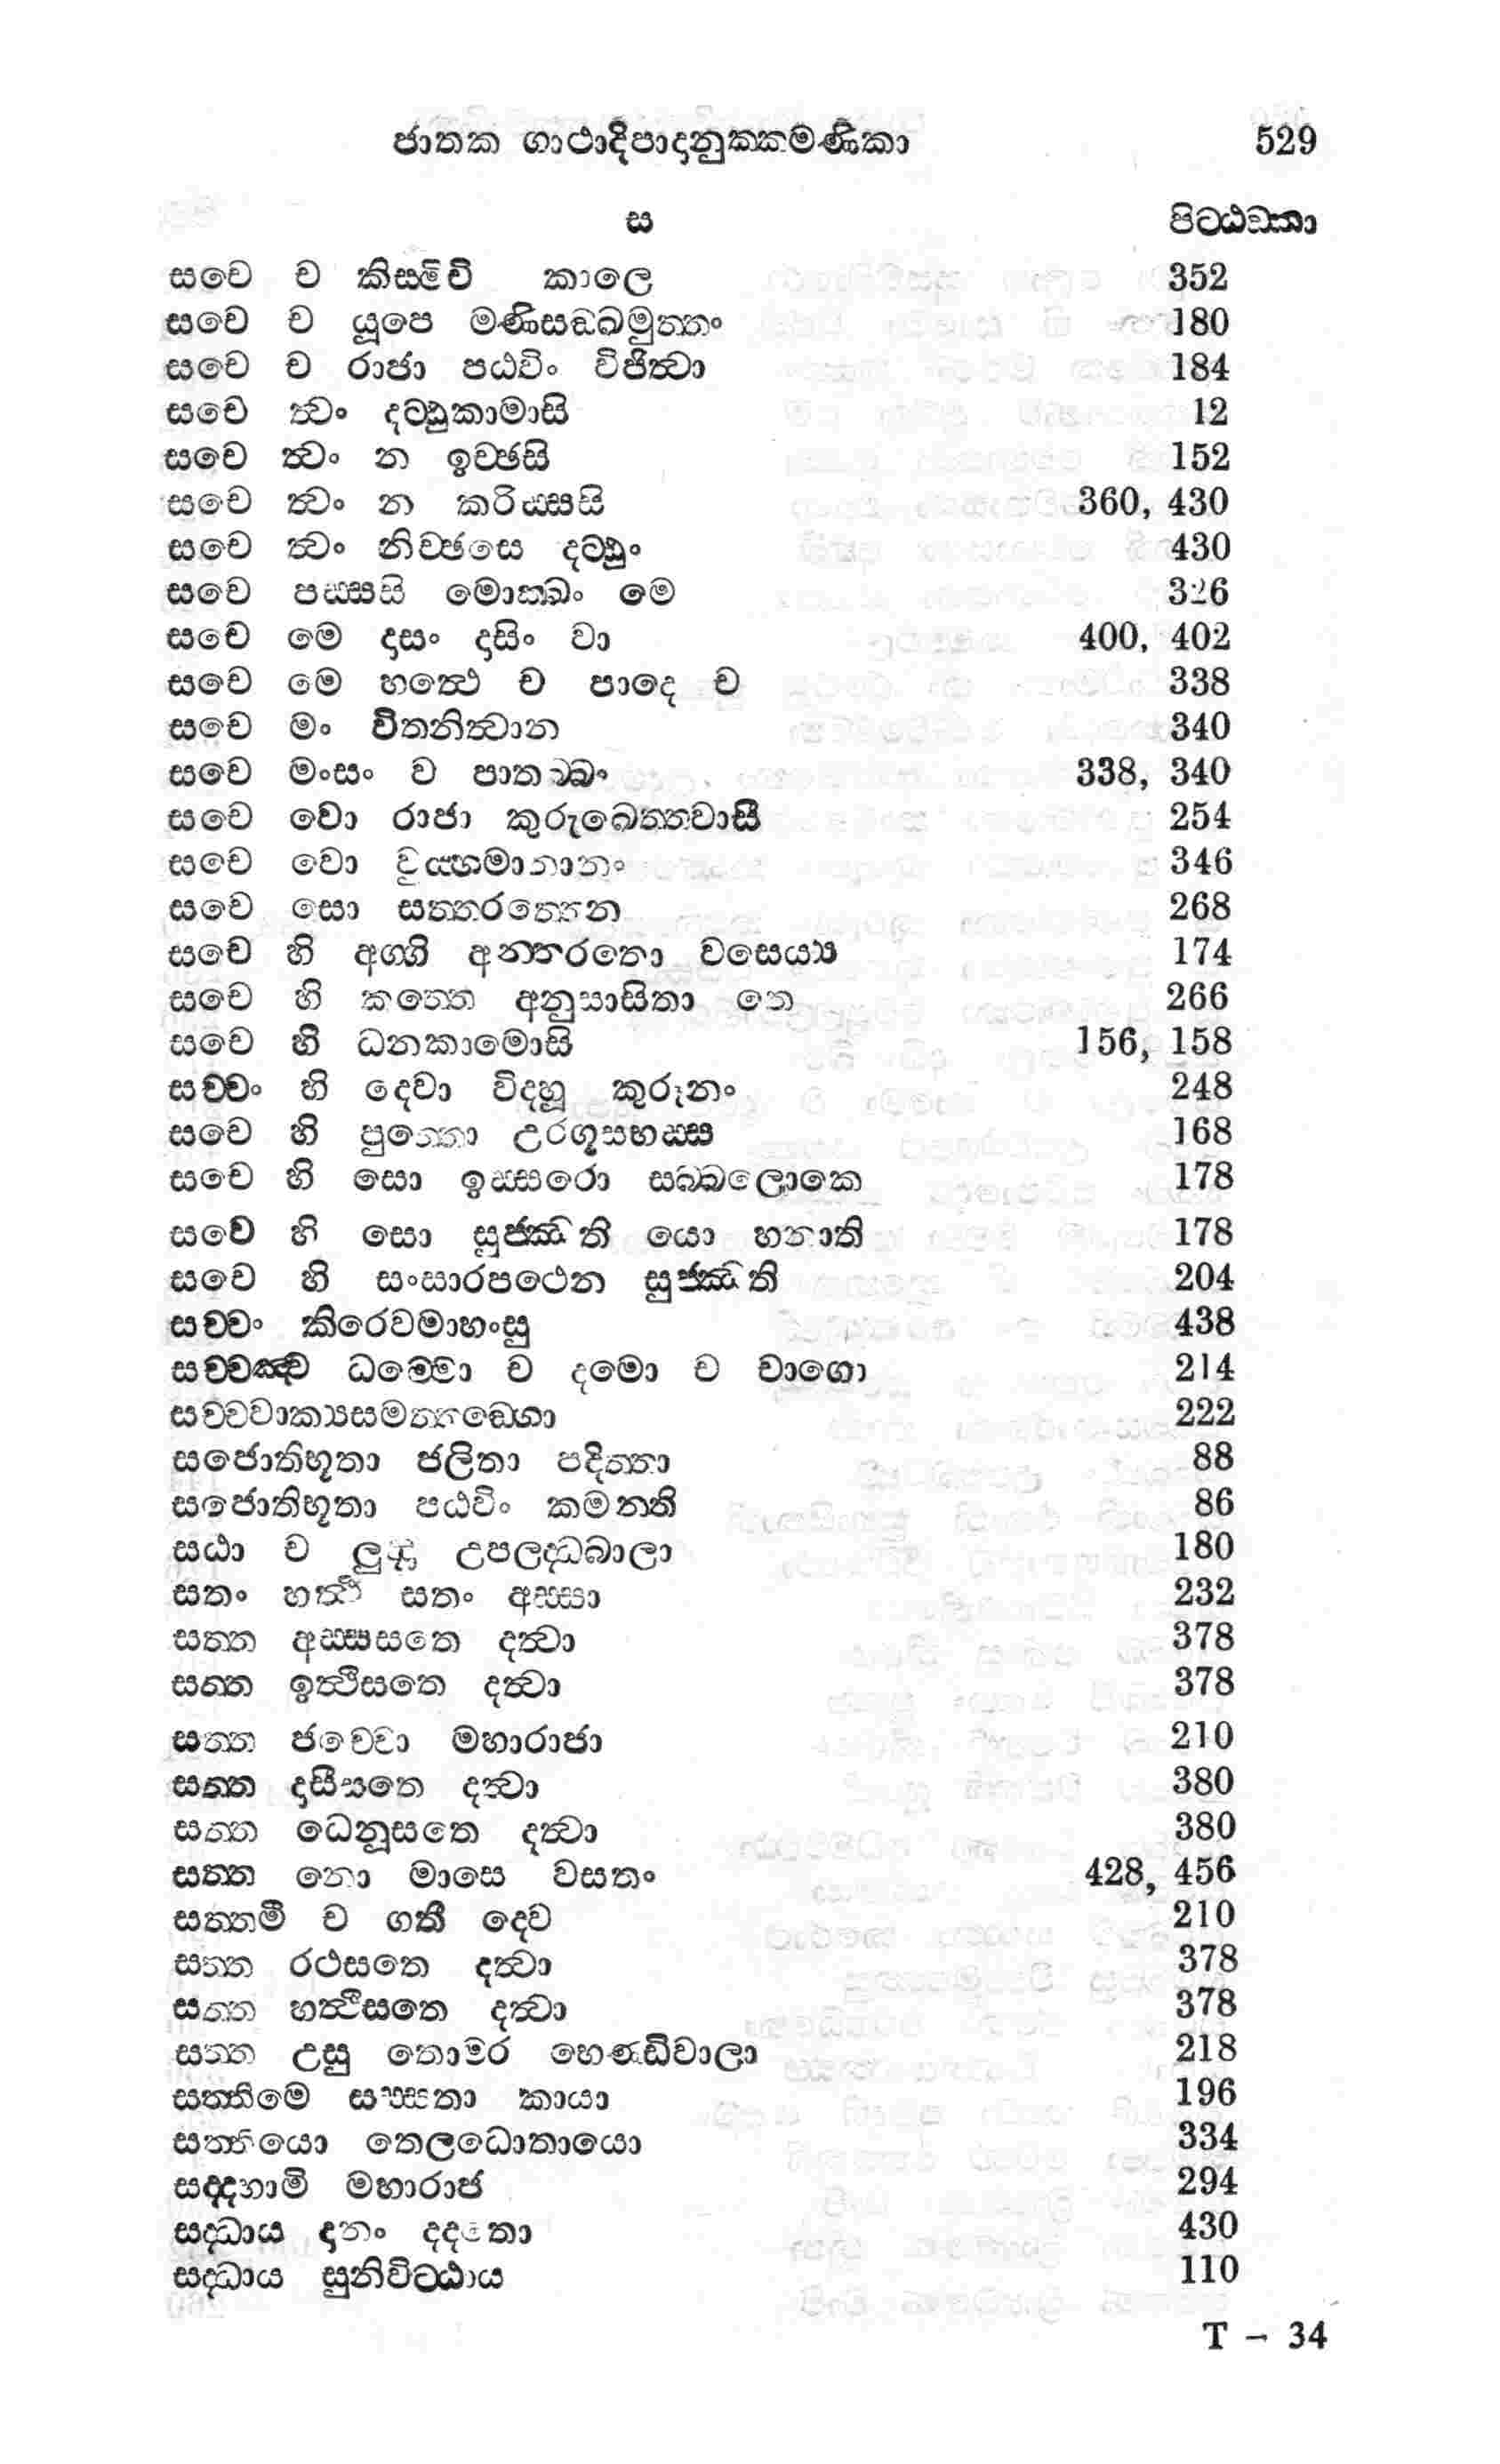 ජාතක ගාථාදිපාදානුක්කමණිකා 529
ස පිට්ඨඞ්කා
සචෙ ච කිස්මිචි කාලෙ 352
සචෙ ච යූපෙ මණිසඞ්ඛමුත්තං 180
සචෙ ච රාජා පඨවිං විජිත්වා 184
සචෙ ත්වං දට්ඨුකාමාසි 12
සචෙ ත්වං න ඉච්ඡසි 152
සචෙ ත්වං න කරිස්සසි 360, 430
සචෙ ත්වං නිච්ඡසෙ දට්ඨුං 430
සචෙ පස්සසි මොක්ඛං මෙ 326
සචෙ මෙ දාසං දාසිං වා 400, 402
සචෙ මෙ හත්ථෙ ච පාදෙ ච 338
සචෙ මං විතනිත්වාන 340
සචෙ මංසං ව පාතබ්බං 338, 340
සචෙ වො රාජා කුරුඛෙත්තවාසී 254
සචෙ වො වුය්හමානානං 346
සචෙ සො සත්තරත්තෙන 268
සචෙ හි අග්ගි අන්තරතො වසෙය්‍ය 174
සචෙ හි කත්තෙ අනුසාසිතා තෙ 266
සචෙ හි ධනකාමොසි 156, 158
සච්චං හි දෙවා විදහූ කුරූනං 248
සචෙ හි පුත්තො උරගූසභස්ස 168
සචෙ හි සො ඉස්සරො සබ්බලොකෙ 178
සචෙ හි සො සුජ්ඣති යො හනාති 178
සචෙ හි සංසාරපථෙන සුජ්ඣති 204
සච්චං කිරෙවමාහංසු 438
සච්චඤ්ච ධම්මො ච දමො ච චාගො 214
සච්චවාක්‍යසමත්තඞ්ගො 222
සජොතිභූතා ජලිතා පදිත්තා 88
සජොතිභූතා පඨවිං කමන්ති 86
සඨා ච ලුද්දා උපලද්ධබාලා 180
සතං හත්ථී සතං අස්සා 232
සත්ත අස්සසතෙ දත්වා 378
සත්ත ඉත්ථිසතෙ දත්වා 378
සත්ත ජච්චො මහාරාජා 210
සත්ත දාසීසතෙ දත්වා 380
සත්ත ධෙනූසතෙ දත්වා 380
සත්ත නො මාසෙ වසතං 428, 456
සත්තමී ච ගතී දෙව 210
සත්ත රථසතෙ දත්වා 378
සත්ත හත්ථිසතෙ දත්වා 378
සත්ත උසු තොමර භෙණ්ඩිවාලා 218
සත්තිමෙ සස්සතා කායා 196
සත්තියො තෙලධොතායො 334
සද්දහාමි මහාරාජ 294
සද්ධාය දානං දදතො 430
සද්ධාය සුනිවිට්ඨාය 110
T - 34